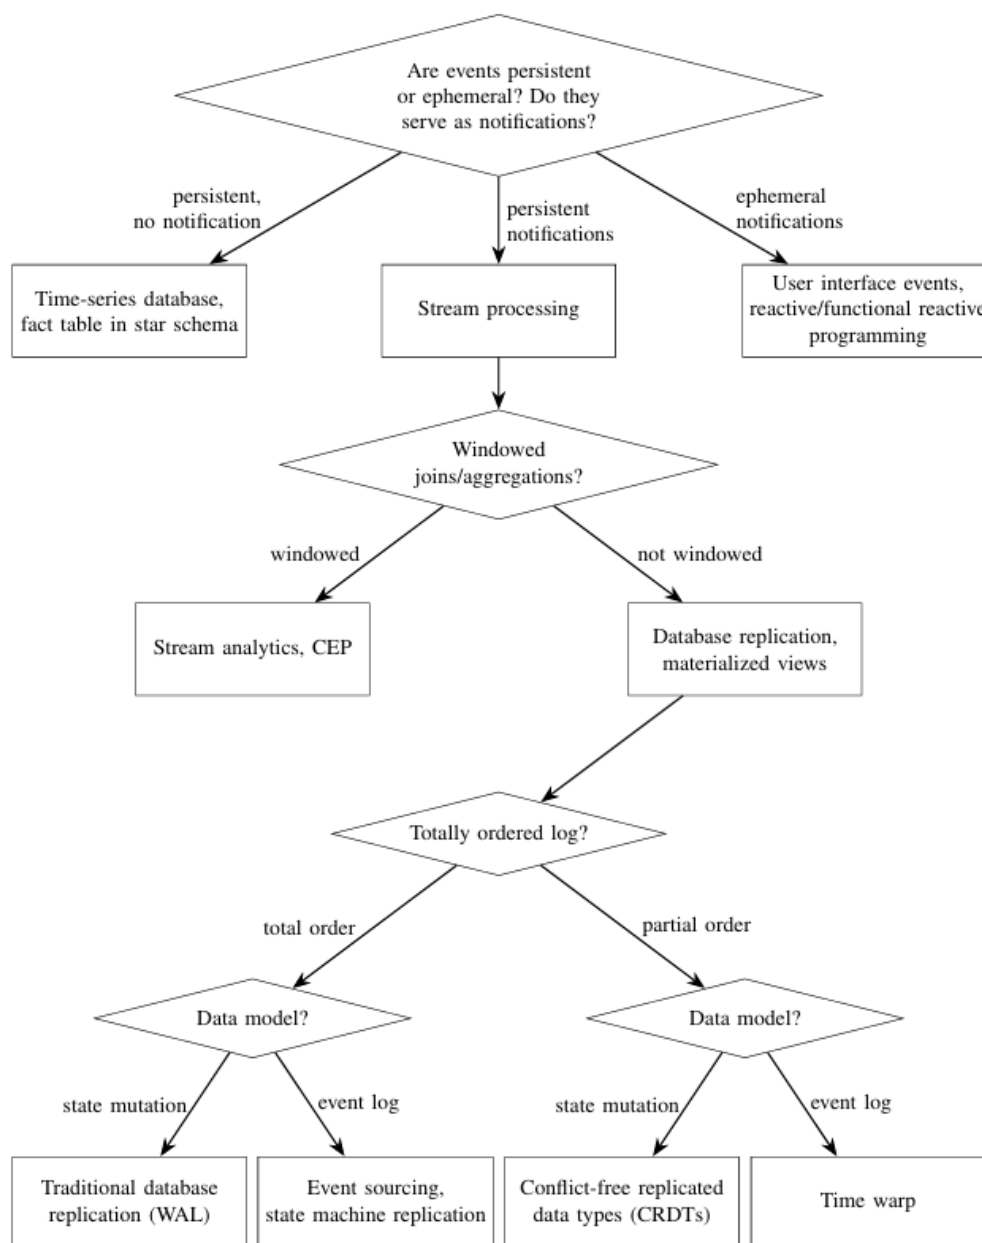 Are events persistent
or ephemeral? Do they
serve as notifications?
persistent,
no notification
persistent
notifications
ephemeral
notifications
Time-series database,
fact table in star schema
Stream processing
User interface events,
reactive/functional reactive
programming
Windowed
joins/aggregations?
windowed
not windowed
Stream analytics, CEP
Database replication,
materialized views
Totally ordered log?
total order
partial order
Data model?
Data model?
state mutation
event log
state mutation
event log
Traditional database
replication (WAL)
Event sourcing,
state machine replication
Conflict-free replicated
data types (CRDTs)
Time warp